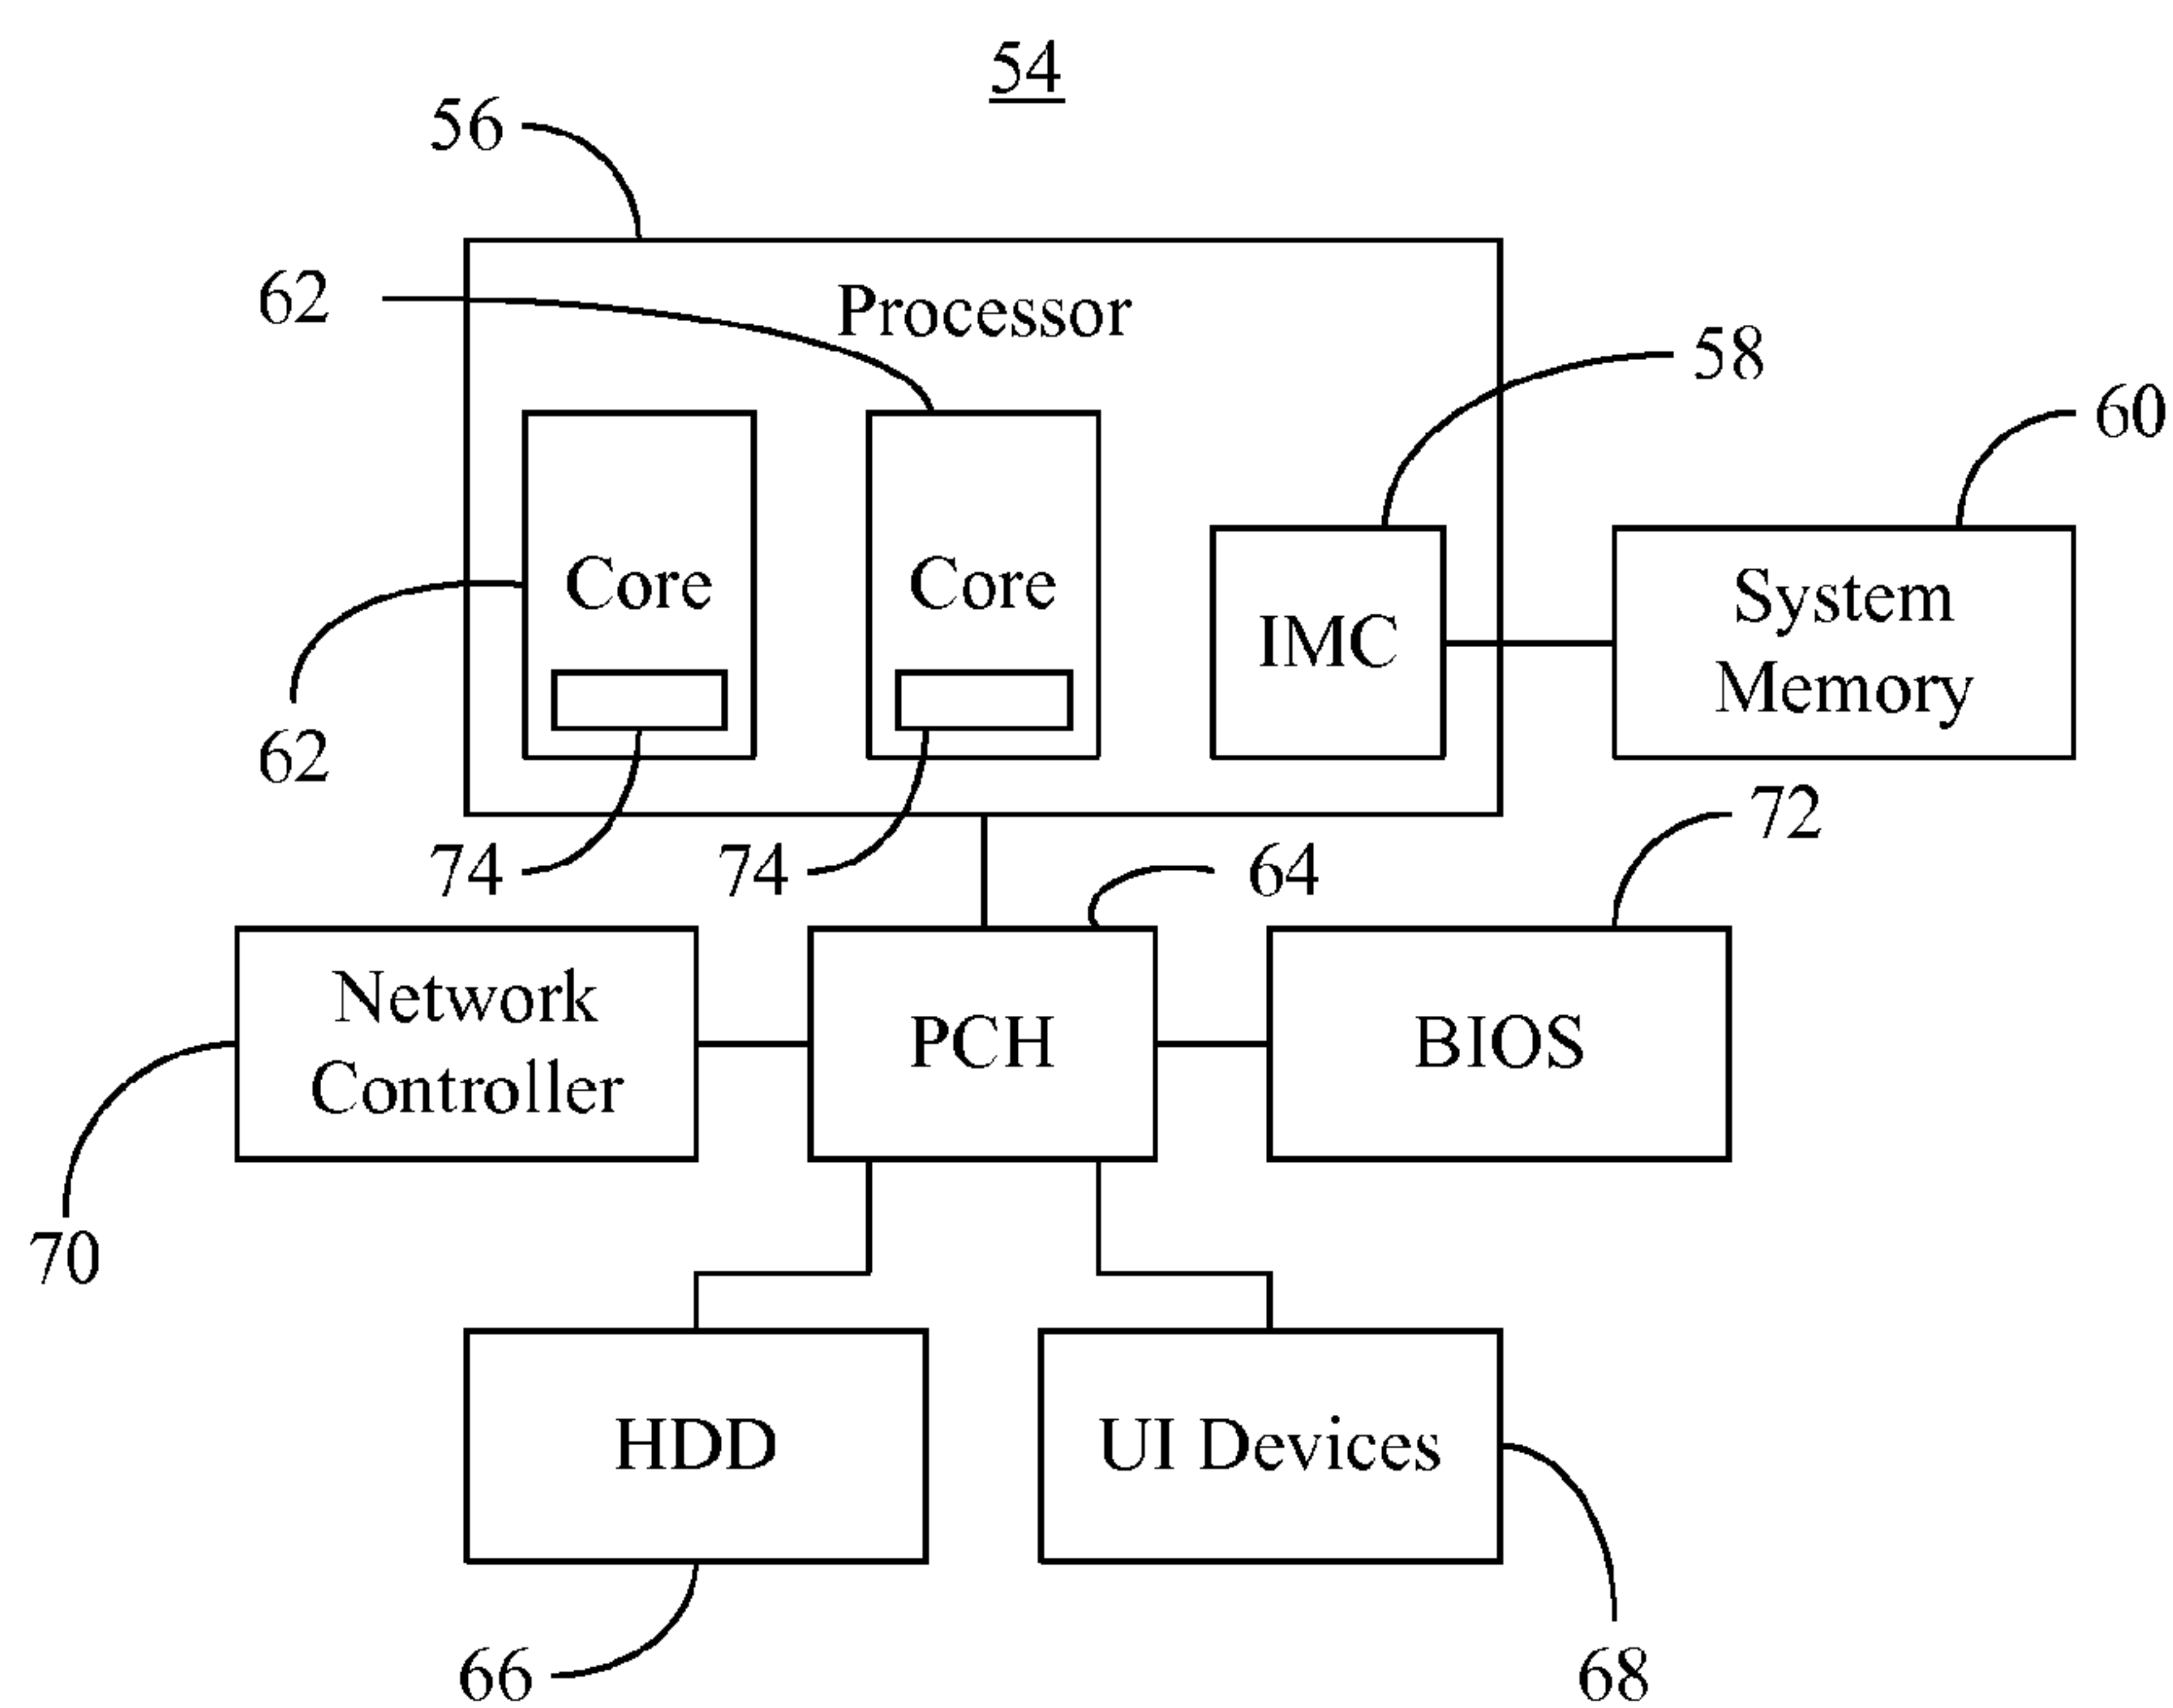 54
56
62
Processor
58
60
Core
Core
IMC
System
Memory
62
74
74
64
72
Network
Controller
PCH
BIOS
70
HDD
UI Devices
66
68